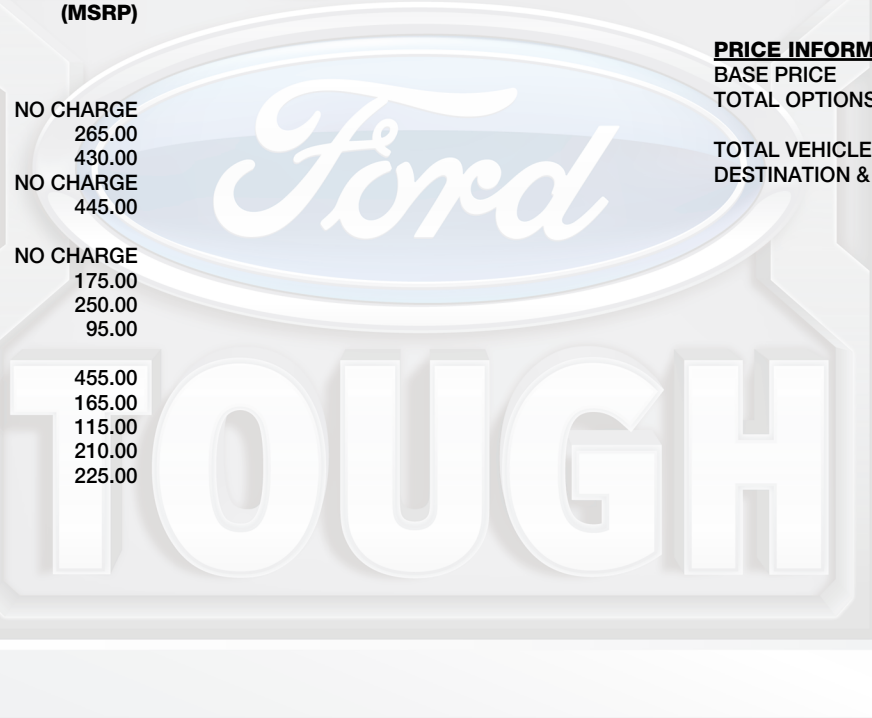 (MSRP)
NO CHARGE
265.00
430.00
NO CHARGE
445.00
NO CHARGE
175.00
250.00
95.00
455.00
165.00
115.00
210.00
225.00
PRICE INFORM
BASE PRICE
TOTAL OPTIONS
TOTAL VEHICLE
DESTINATION &
Ford
TOUGH